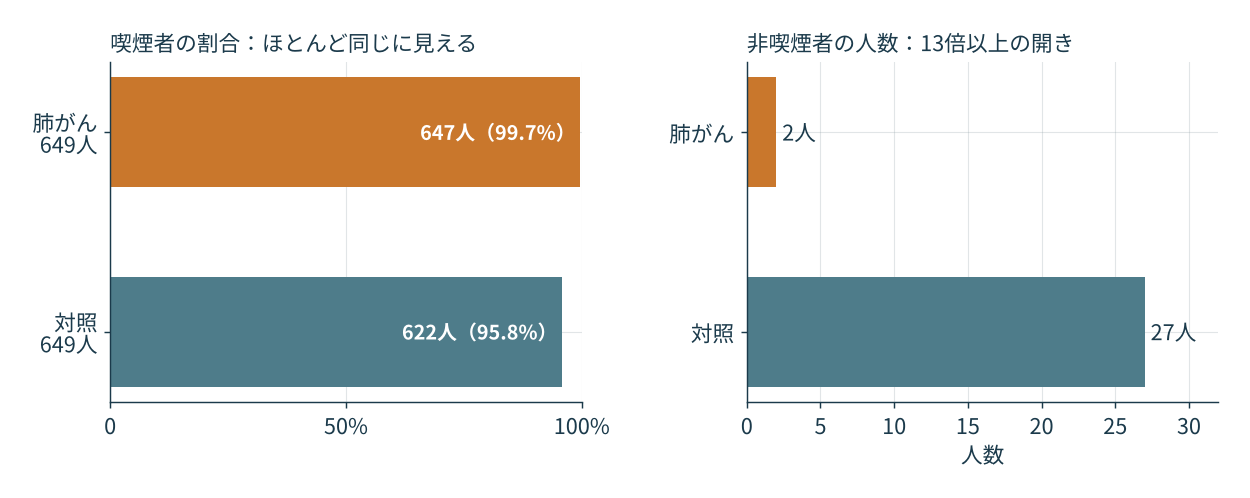 喫煙者の割合：ほとんど同じに見える
肺がん
649人
647人（99.7%）
対照
649人
622人（95.8%）
0
50%
100%
非喫煙者の人数：13倍以上の開き
肺がん
2人
対照
27人
0
5
10
15
20
25
30
人数